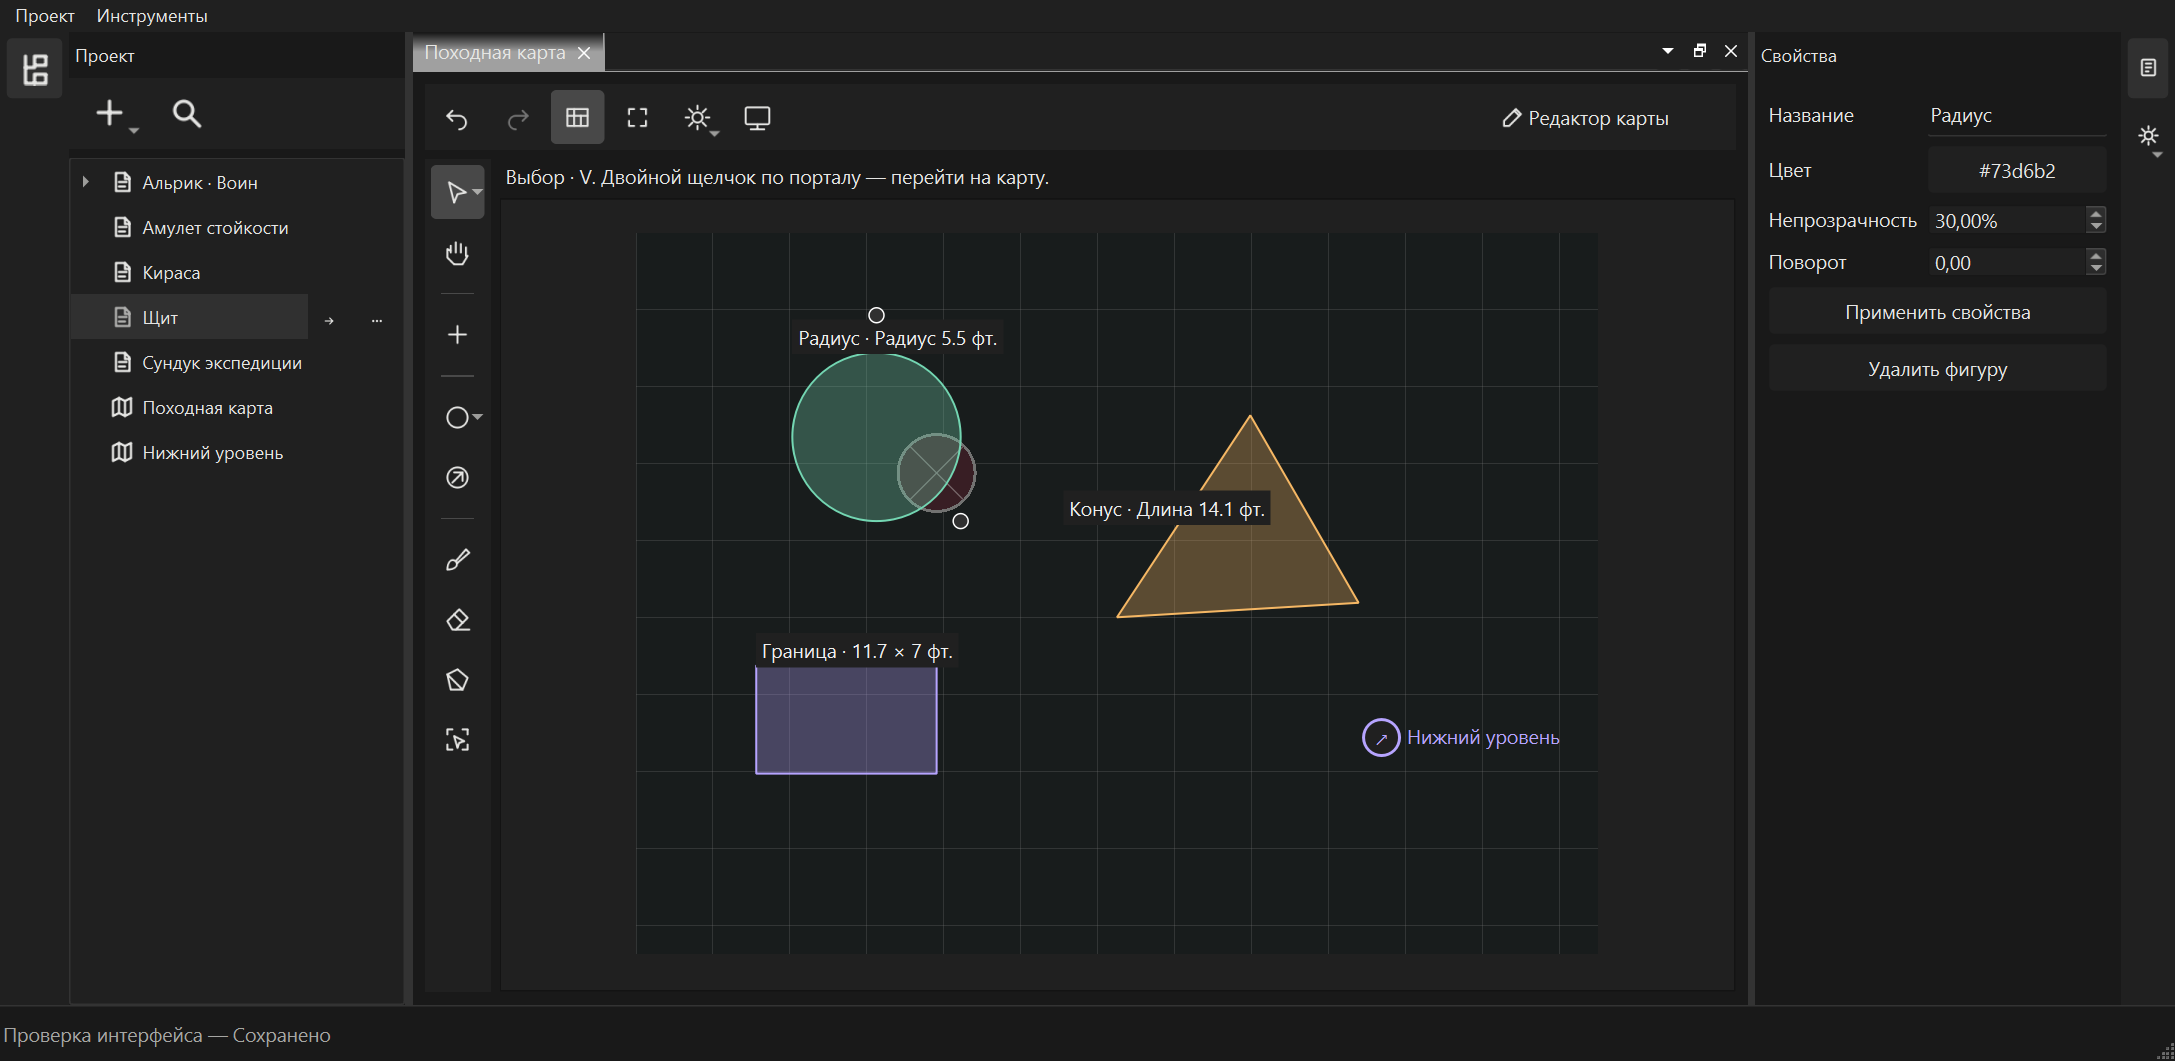 Проект Инструменты
Проект
Походная карта
Свойства
Редактор карты
Название Радиус
Цвет #73d6b2
Непрозрачность 30,00%
Поворот 0,00
Применить свойства
Удалить фигуру
Альрик · Воин
Амулет стойкости
Кираса
Щит
Сундук экспедиции
Походная карта
Нижний уровень
Выбор · V. Двойной щелчок по порталу — перейти на карту.
Радиус · Радиус 5.5 фт.
Конус · Длина 14.1 фт.
Граница · 11.7 × 7 фт.
Нижний уровень
Проверка интерфейса — Сохранено